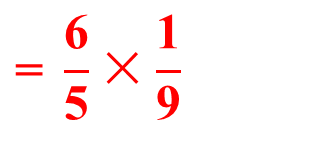 = 6/5 × 1/9